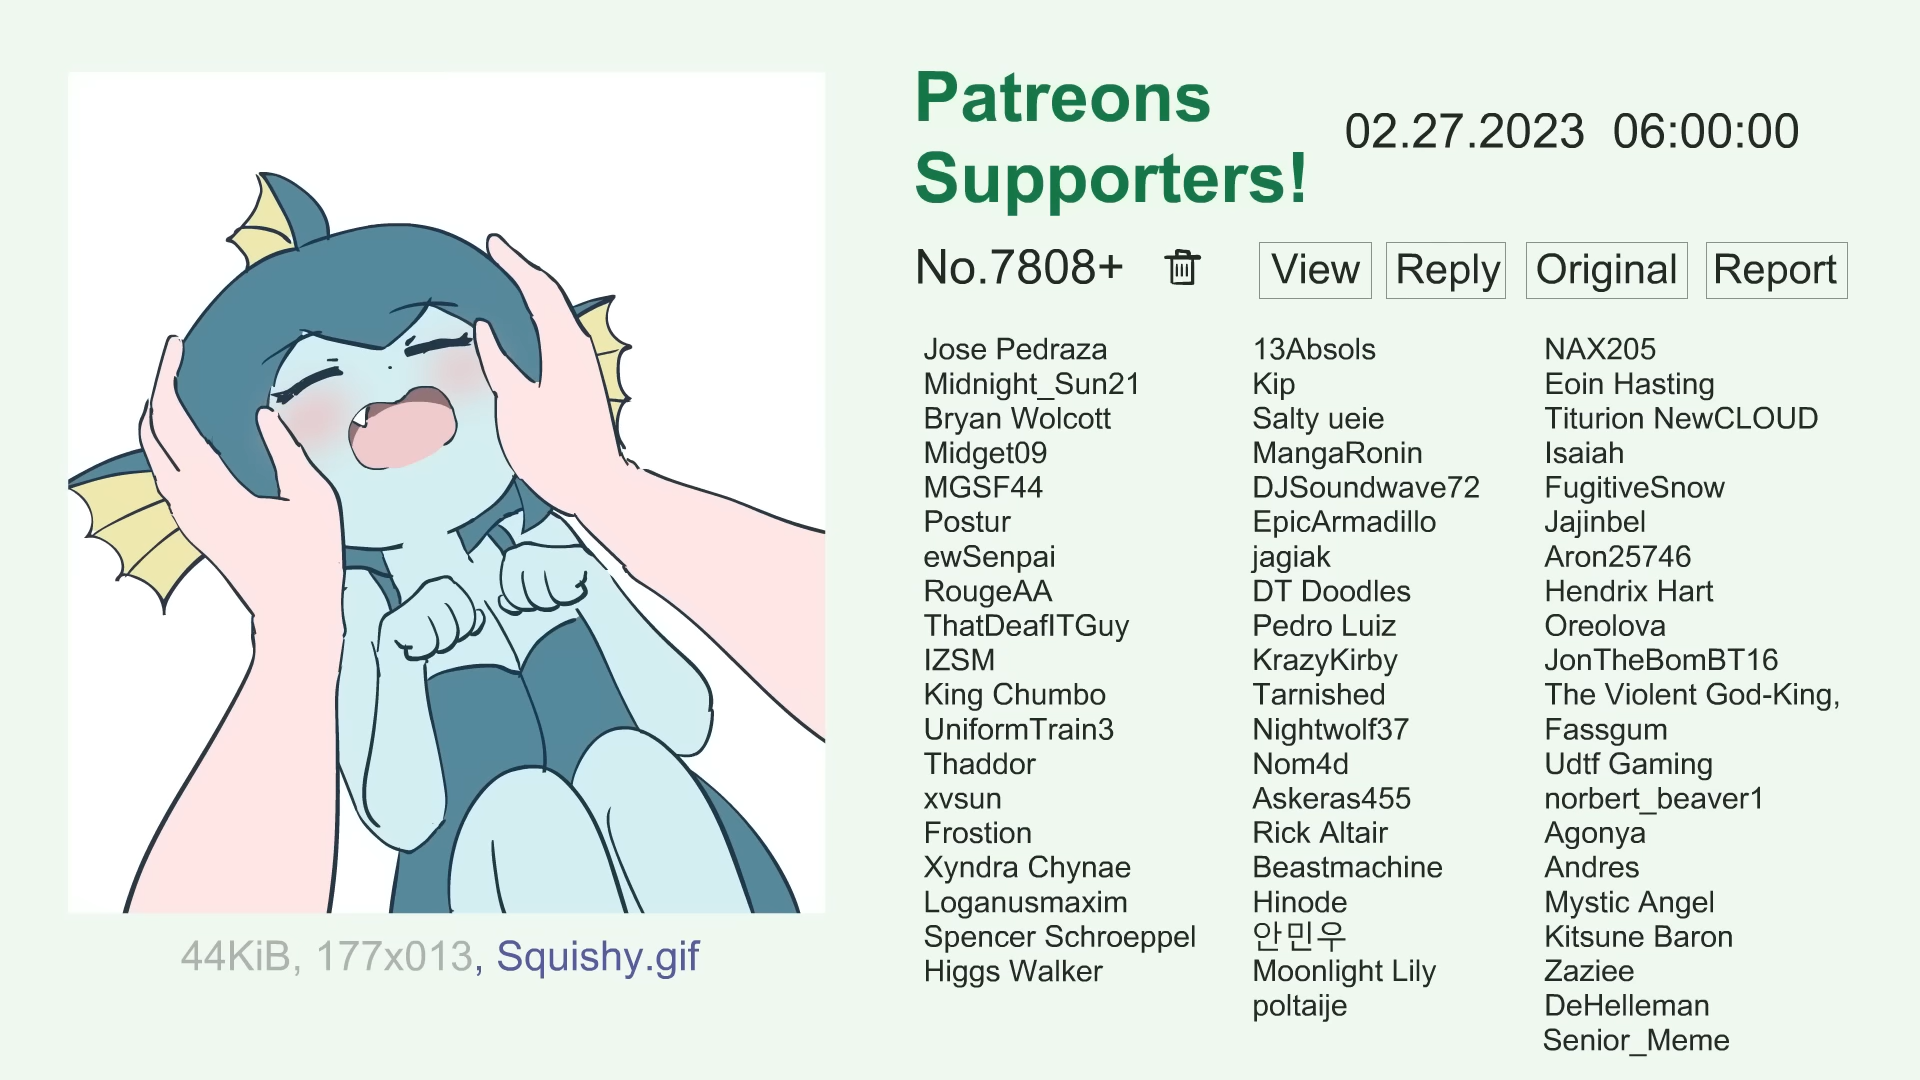 Patreons
Supporters!
02.27.2023 06:00:00
No.7808+
View Reply Original Report
Jose Pedraza
Midnight_Sun21
Bryan Wolcott
Midget09
MGSF44
Postur
ewSenpai
RougeAA
ThatDeafITGuy
IZSM
King Chumbo
UniformTrain3
Thaddor
xvsun
Frostion
Xyndra Chynae
Loganusmaxim
Spencer Schroeppel
Higgs Walker
13Absols
Kip
Salty ueie
MangaRonin
DJSoundwave72
EpicArmadillo
jagiak
DT Doodles
Pedro Luiz
KrazyKirby
Tarnished
Nightwolf37
Nom4d
Askeras455
Rick Altair
Beastmachine
Hinode
안민우
Moonlight Lily
poltaije
NAX205
Eoin Hasting
Titurion NewCLOUD
Isaiah
FugitiveSnow
Jajinbel
Aron25746
Hendrix Hart
Oreolova
JonTheBomBT16
The Violent God-King,
Fassgum
Udtf Gaming
norbert_beaver1
Agonya
Andres
Mystic Angel
Kitsune Baron
Zaziee
DeHelleman
Senior_Meme
44KiB, 177x013, Squishy.gif